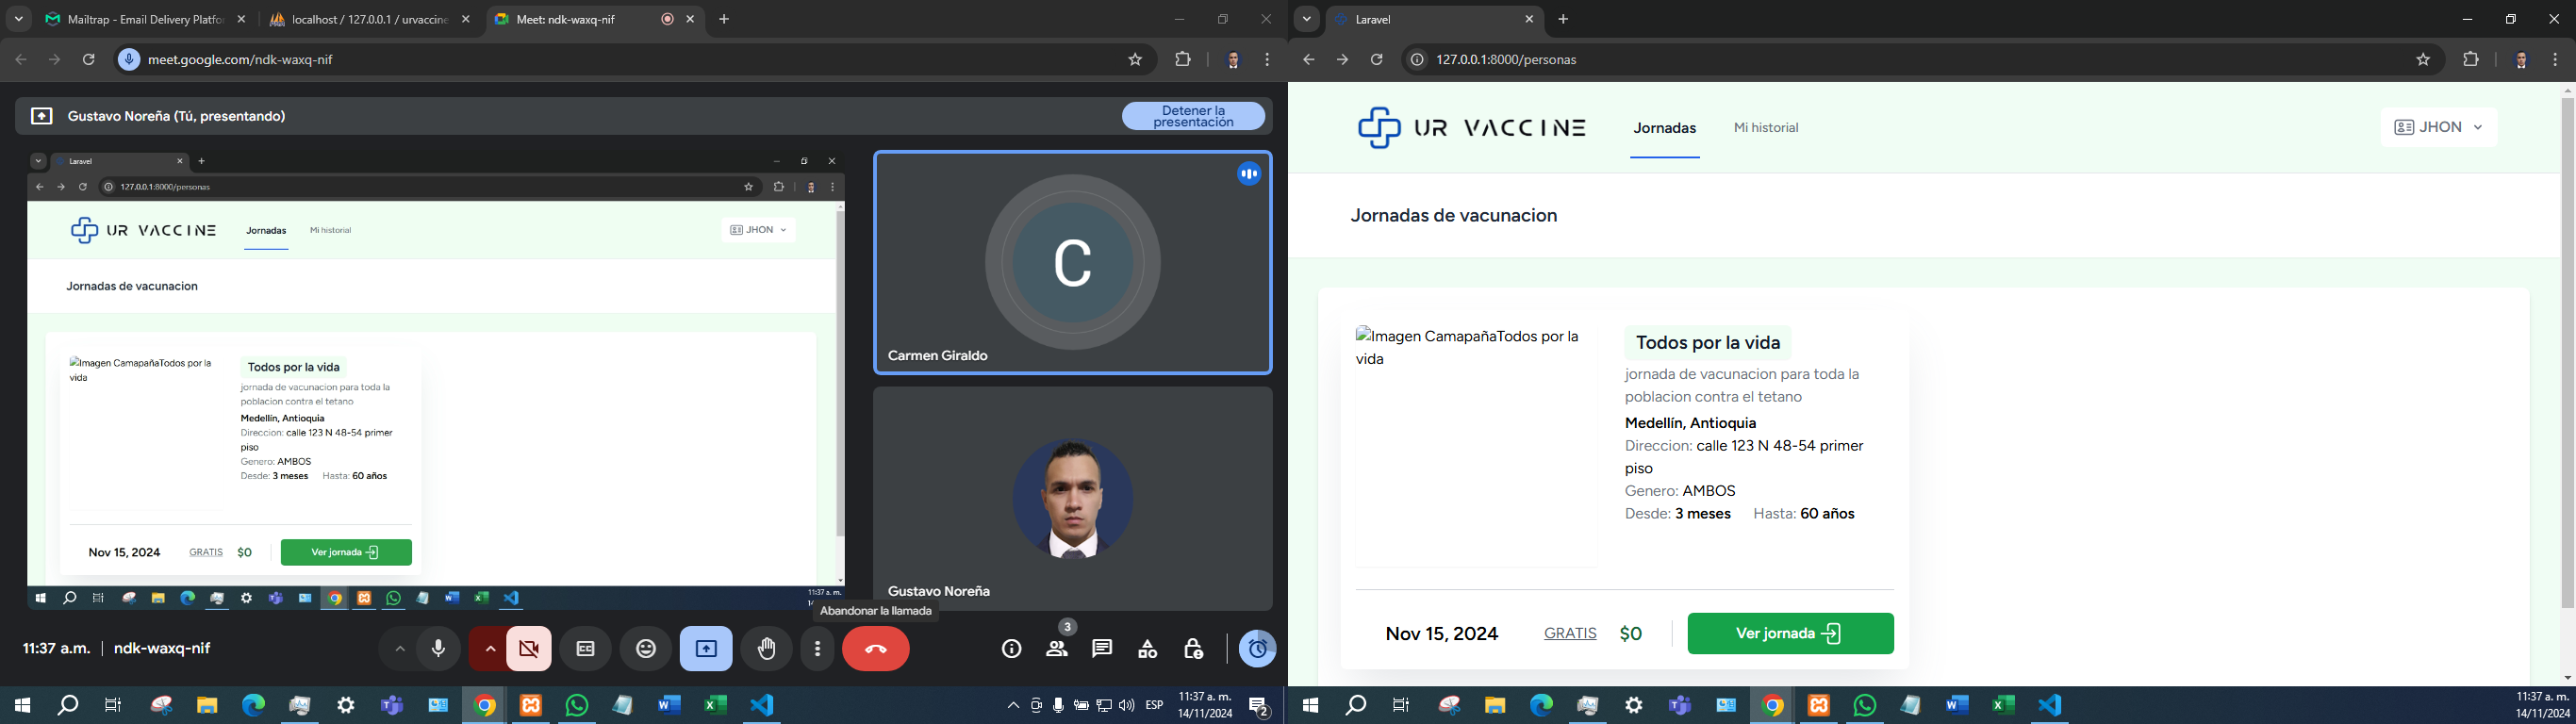 Mailtrap - Email Delivery Platfo
localhost / 127.0.0.1 / urvaccine
Meet: ndk-waxq-nif
meet.google.com/ndk-waxq-nif
Gustavo Noreña (Tú, presentando)
Detener la
presentación
Laravel
127.0.0.1:8000/personas
UR VACCINE
Jornadas
Mi historial
JHON
Jornadas de vacunacion
Imagen CamapañaTodos por la
vida
Todos por la vida
jornada de vacunacion para toda la
poblacion contra el tetano
Medellín, Antioquia
Direccion: calle 123 N 48-54 primer
piso
Genero: AMBOS
Desde: 3 meses Hasta: 60 años
Nov 15, 2024 GRATIS $0 Ver jornada
11:37 a. m.
C
Carmen Giraldo
Gustavo Noreña
Abandonar la llamada
3
11:37 a.m. | ndk-waxq-nif
ESP
11:37 a. m.
14/11/2024
2
Laravel
127.0.0.1:8000/personas
UR VACCINE
Jornadas
Mi historial
JHON
Jornadas de vacunacion
Imagen CamapañaTodos por la
vida
Todos por la vida
jornada de vacunacion para toda la
poblacion contra el tetano
Medellín, Antioquia
Direccion: calle 123 N 48-54 primer
piso
Genero: AMBOS
Desde: 3 meses Hasta: 60 años
Nov 15, 2024 GRATIS $0 Ver jornada
11:37 a. m.
14/11/2024